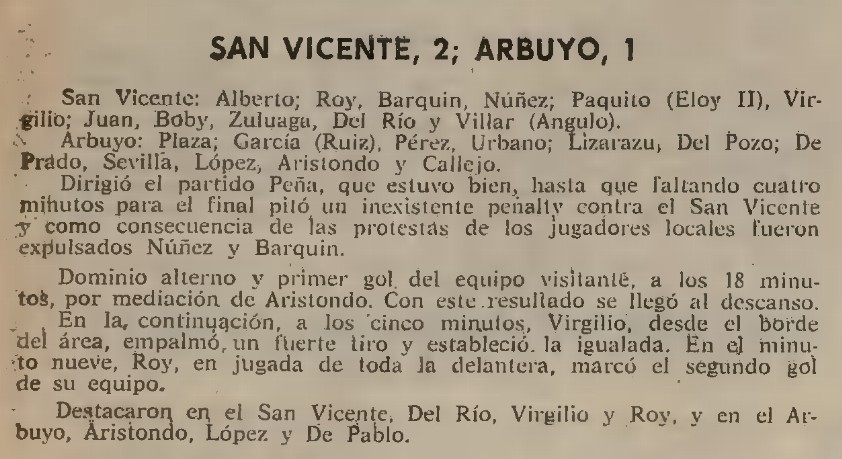 SAN VICENTE, 2; ARBUYO, 1
San Vicente: Alberto; Roy, Barquin, Núñez; Paquito (Eloy II), Vir-
gilio; Juan, Boby, Zuluaga, Del Río y Villar (Angulo).
Arbuyo: Plaza; García (Ruiz), Pérez, Urbano; Lizarazu, Del Pozo; De
Prado, Sevilla, López, Aristondo y Callejo.
Dirigió el partido Peña, que estuvo bien, hasta que faltando cuatro
minutos para el final pitó un inexistente penalty contra el San Vicente
y como consecuencia de las protestas de los jugadores locales fueron
expulsados Núñez y Barquin.
Dominio alterno y primer gol del equipo visitante, a los 18 minu-
tos, por mediación de Aristondo. Con este resultado se llegó al descanso.
En la continuación, a los cinco minutos, Virgilio, desde el borde
del área, empalmó un fuerte tiro y estableció la igualada. En el minu-
to nueve, Roy, en jugada de toda la delantera, marcó el segundo gol
de su equipo.
Destacaron en el San Vicente, Del Río, Virgilio y Roy, y en el Ar-
buyo, Aristondo, López y De Pablo.